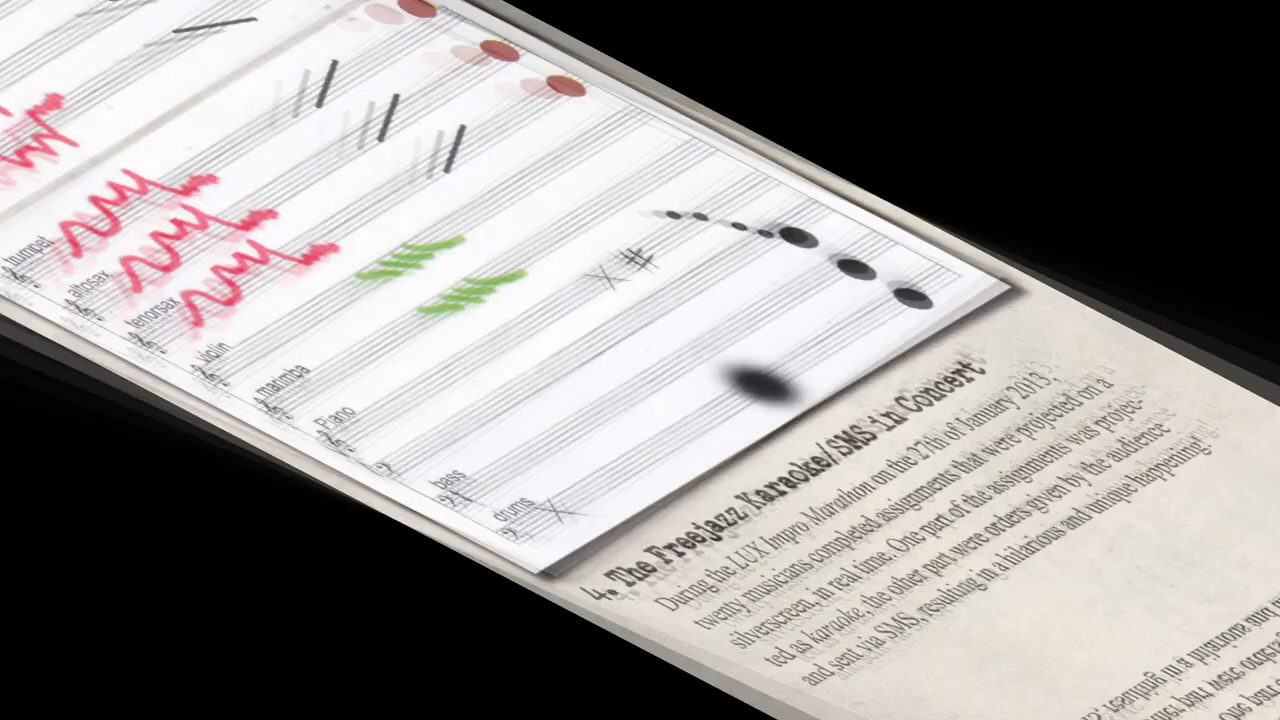 trumpet
altosax
tenorsax
violin
marimba
Piano
bass
drums
4. The Freejazz Karaoke/SMS in Concert
During the LUX Impro Marathon on the 27th of January 2013,
twenty musicians completed assignments that were projected on a
silverscreen, in real time. One part of the assignments was projec-
ted as karaoke, the other part were orders given by the audience
and sent via SMS, resulting in a hilarious and unique happening!